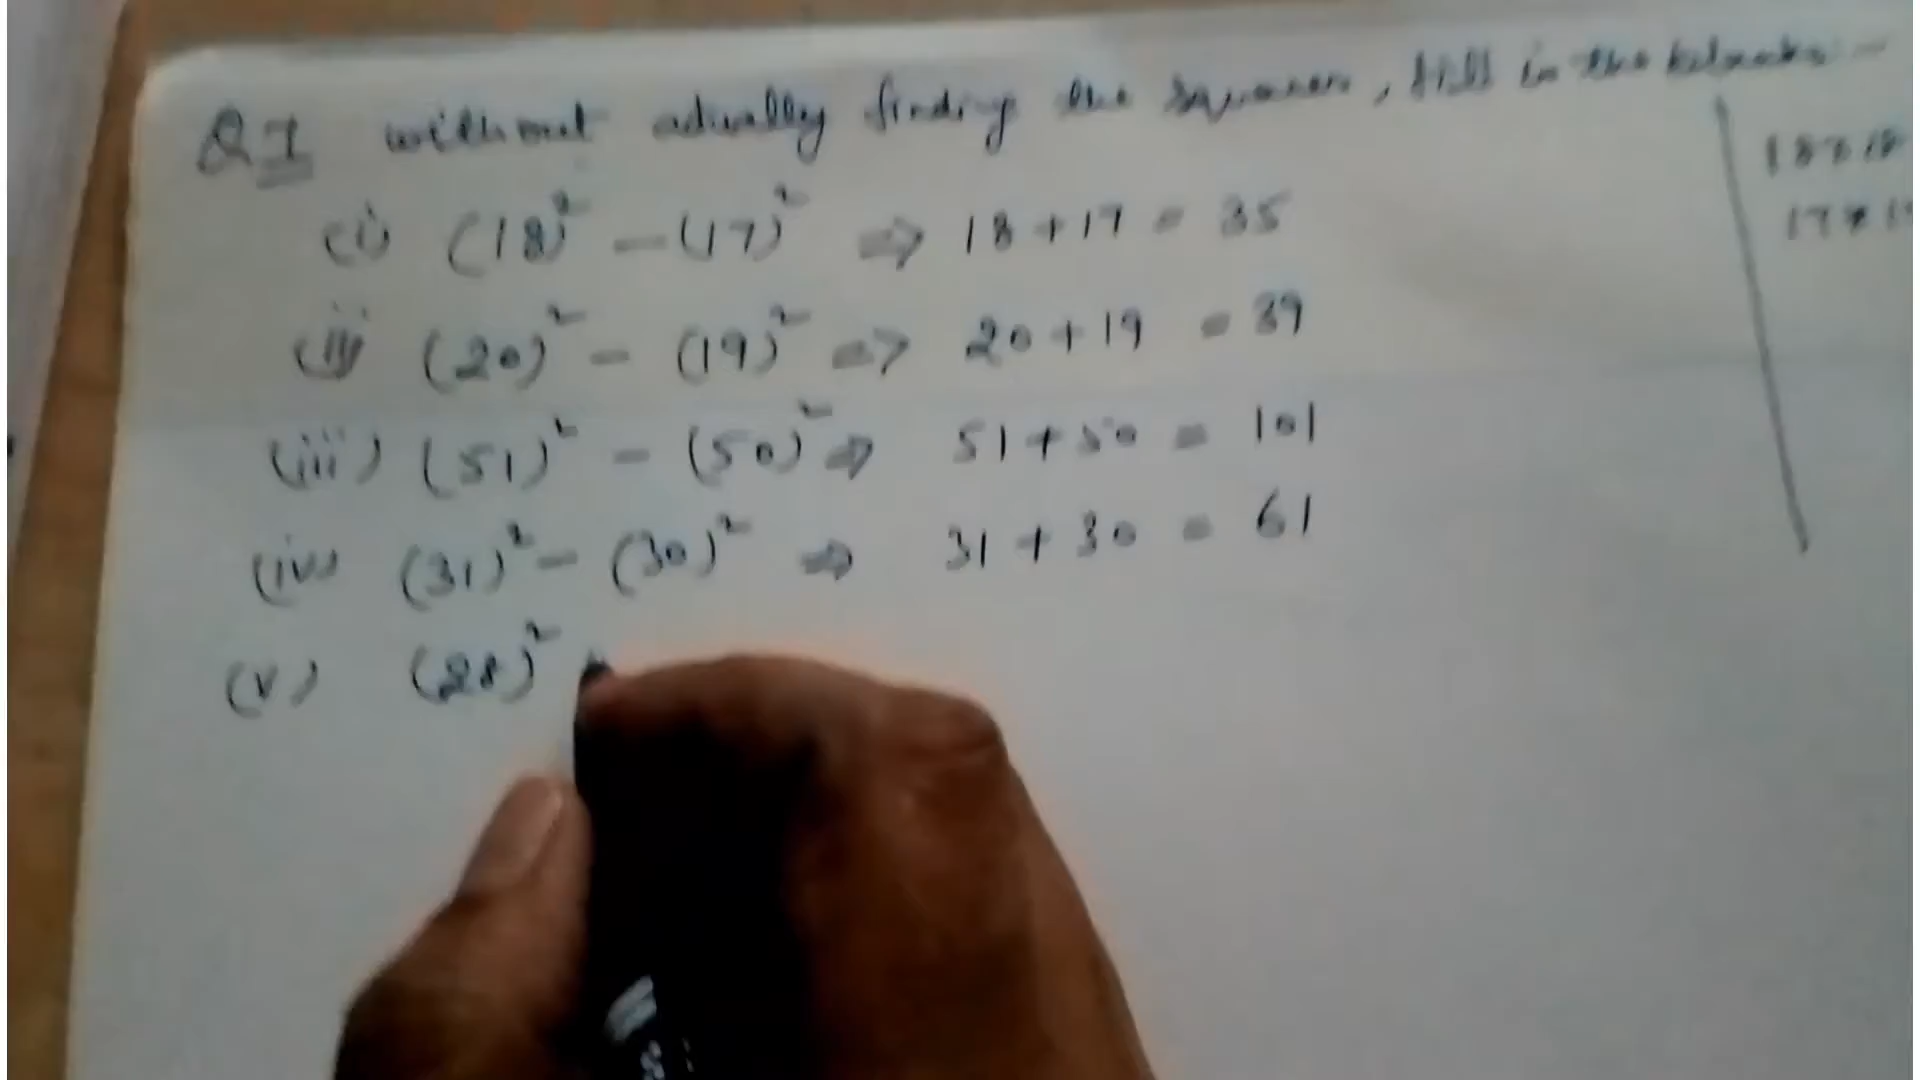 Q1 without actually finding the squares, fill in the blanks:-
(i) (18)² - (17)² => 18 + 17 = 35
(ii) (20)² - (19)² => 20 + 19 = 39
(iii) (51)² - (50)² => 51 + 50 = 101
(iv) (31)² - (30)² => 31 + 30 = 61
(v) (28)²
18×18